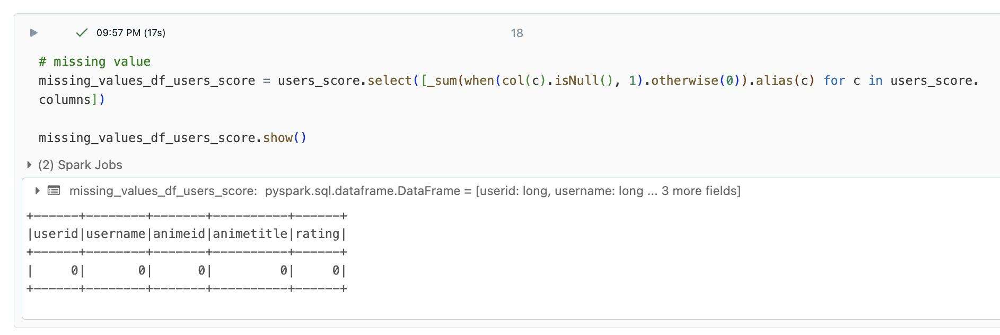 09:57 PM (17s)
18
# missing value
missing_values_df_users_score = users_score.select([_sum(when(col(c).isNull(), 1).otherwise(0)).alias(c) for c in users_score.
columns])
missing_values_df_users_score.show()
(2) Spark Jobs
missing_values_df_users_score: pyspark.sql.dataframe.DataFrame = [userid: long, username: long ... 3 more fields]
+------+--------+-------+----------+------+
|userid|username|animeid|animetitle|rating|
+------+--------+-------+----------+------+
|     0|       0|      0|         0|     0|
+------+--------+-------+----------+------+